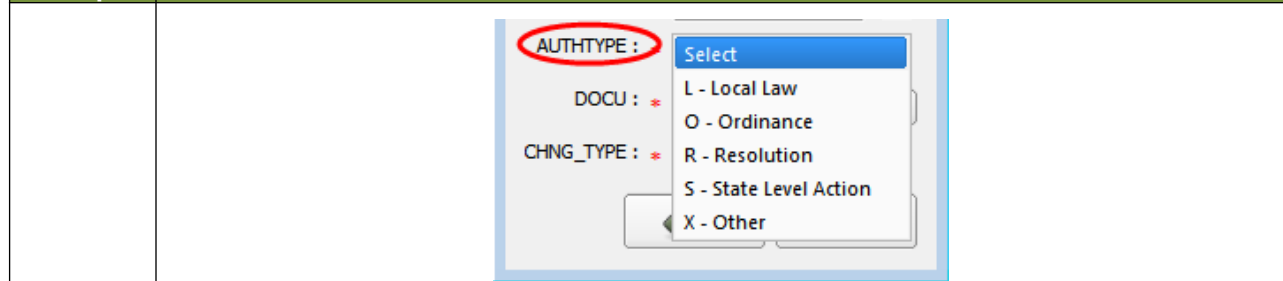 AUTHTYPE : *
Select
L - Local Law
DOCU : *
O - Ordinance
CHNG_TYPE : *
R - Resolution
S - State Level Action
X - Other